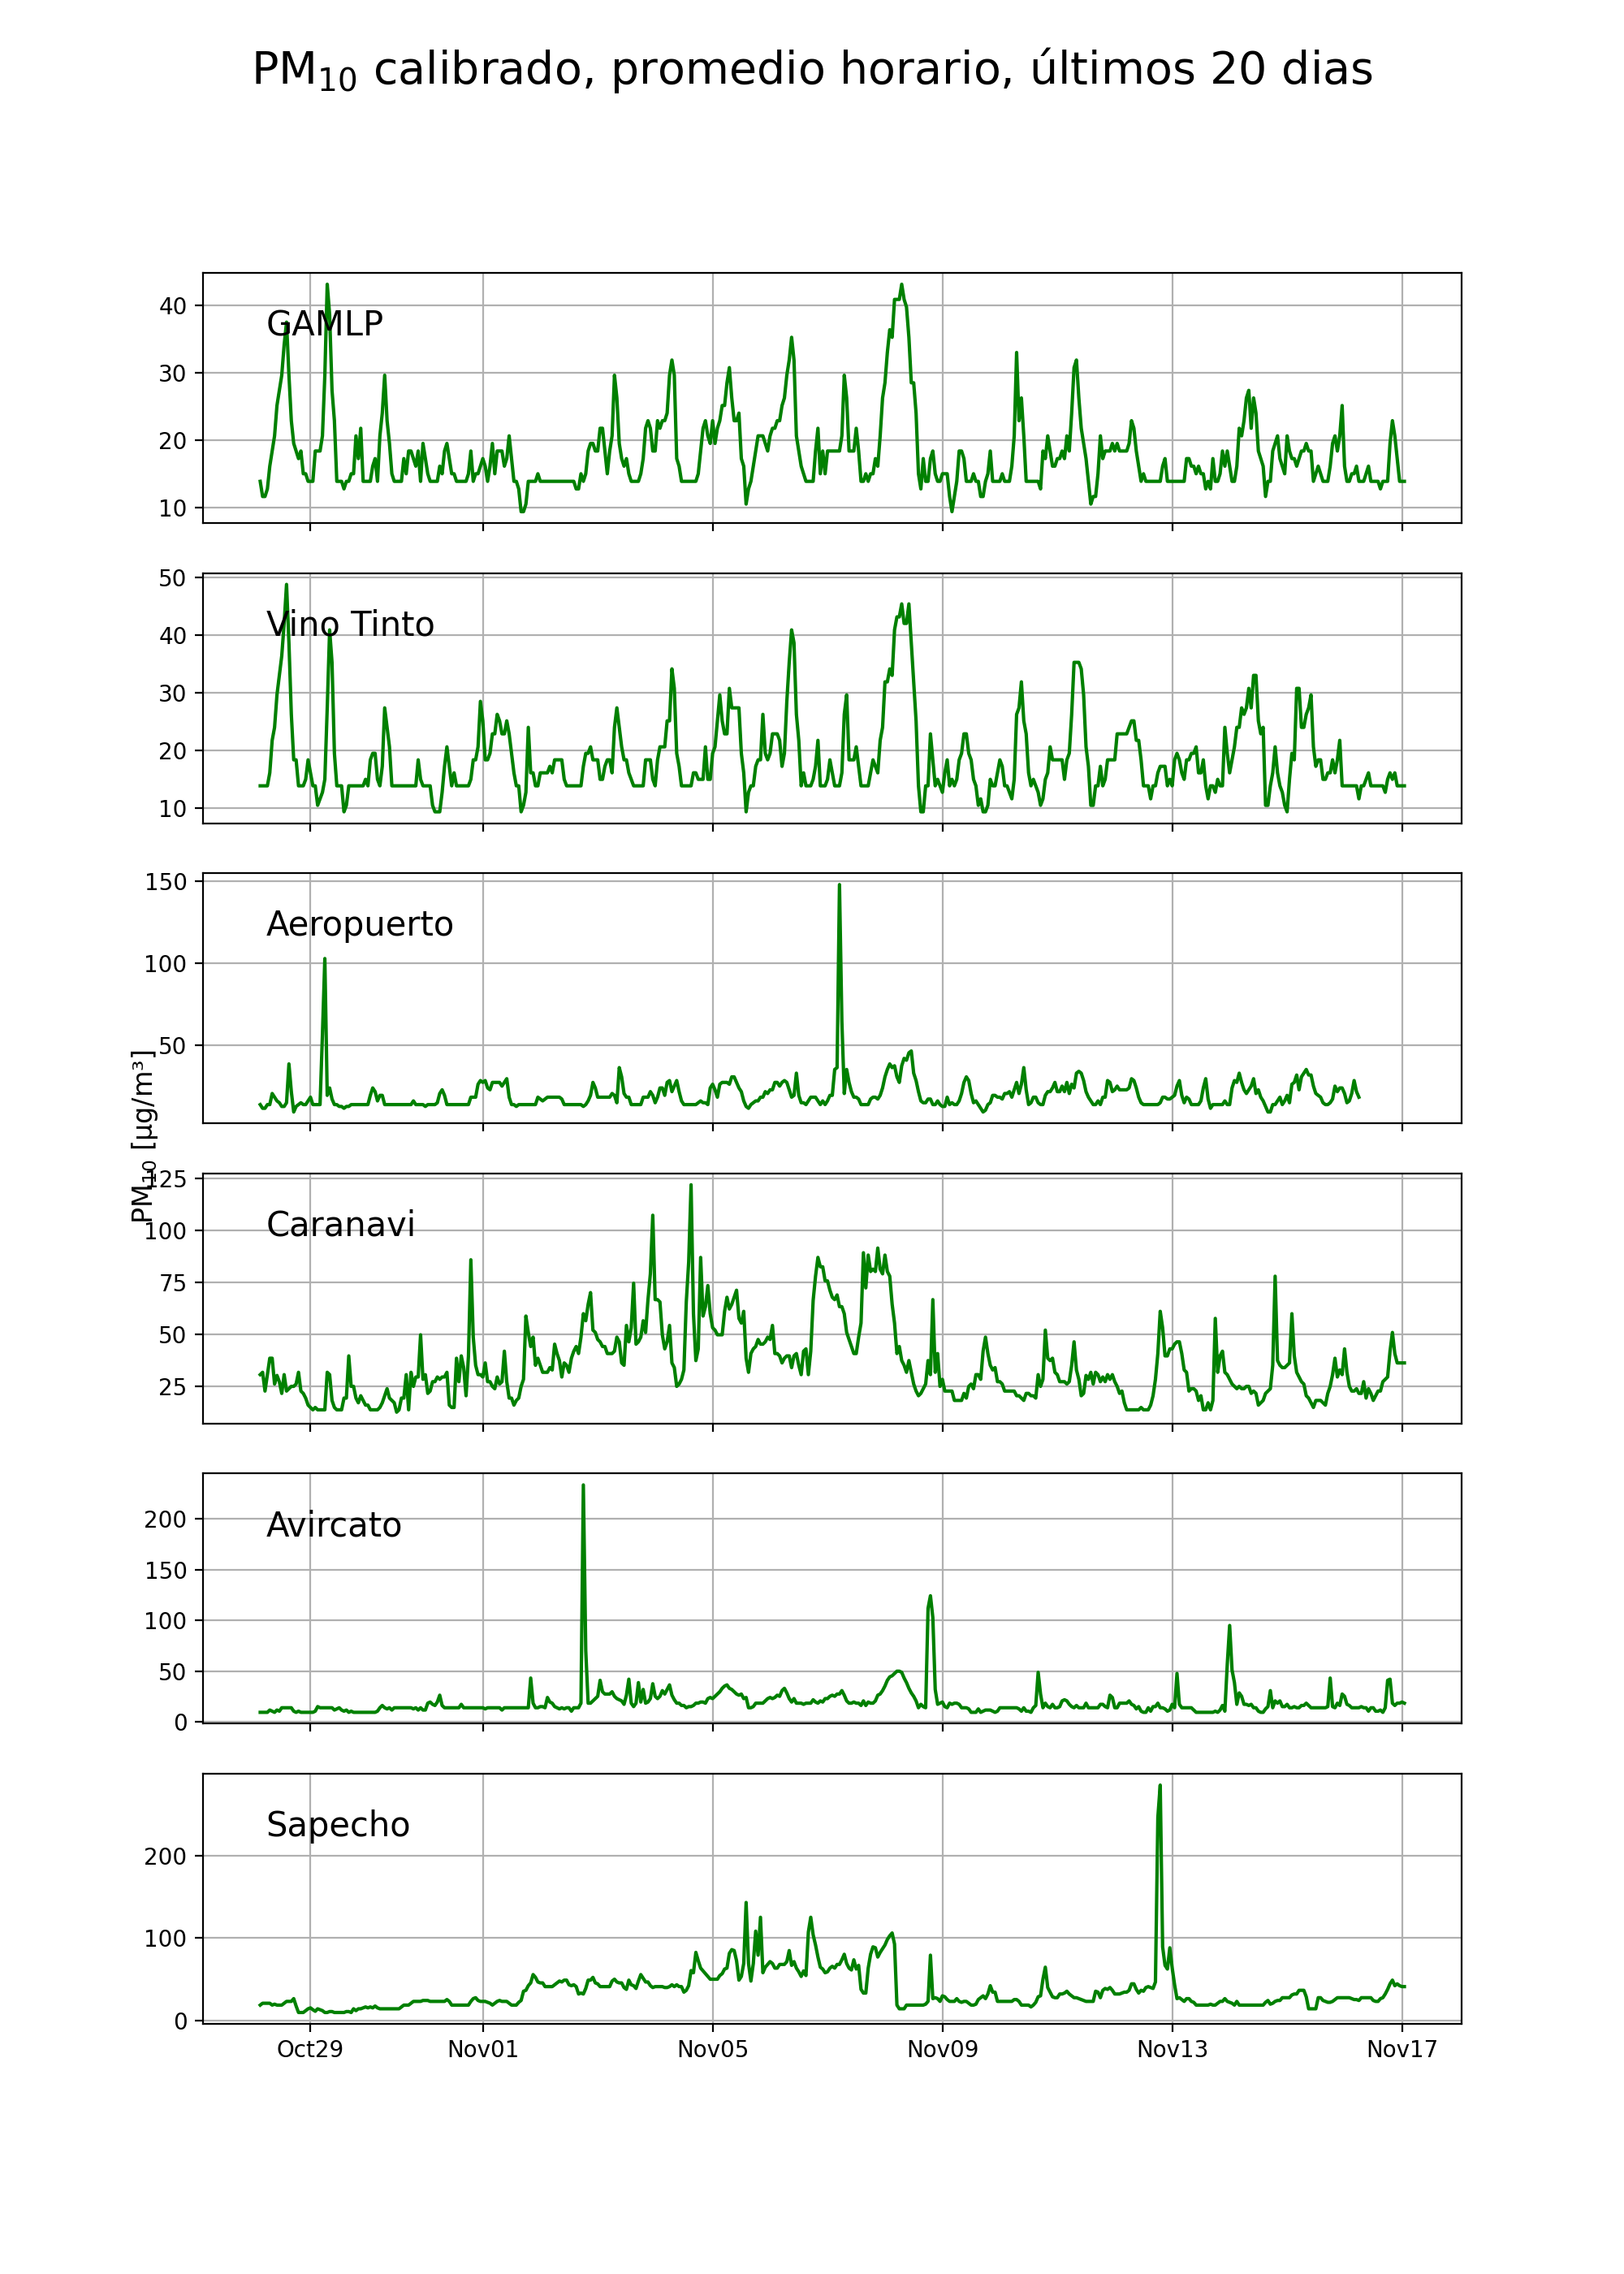 PM₁₀ calibrado, promedio horario, últimos 20 dias
40
30
20
10
GAMLP
50
40
30
20
10
Vino Tinto
150
100
50
Aeropuerto
PM₁₀ [µg/m³]
125
100
75
50
25
Caranavi
200
150
100
50
0
Avircato
200
100
0
Sapecho
Oct29 Nov01 Nov05 Nov09 Nov13 Nov17